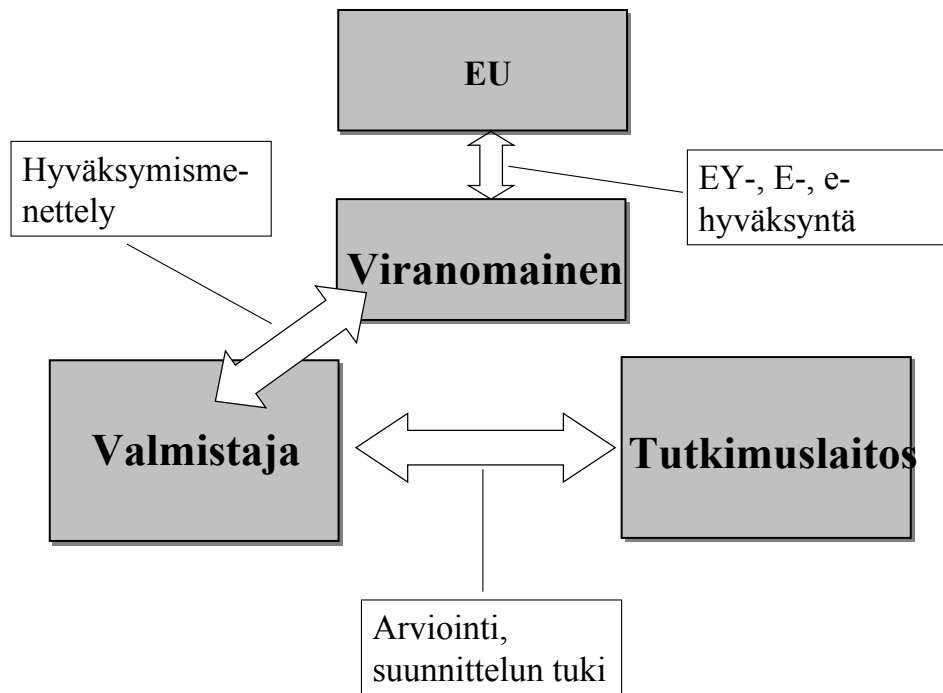 EU
Hyväksymisme-
nettely
EY-, E-, e-
hyväksyntä
Viranomainen
Valmistaja
Tutkimuslaitos
Arviointi,
suunnittelun tuki